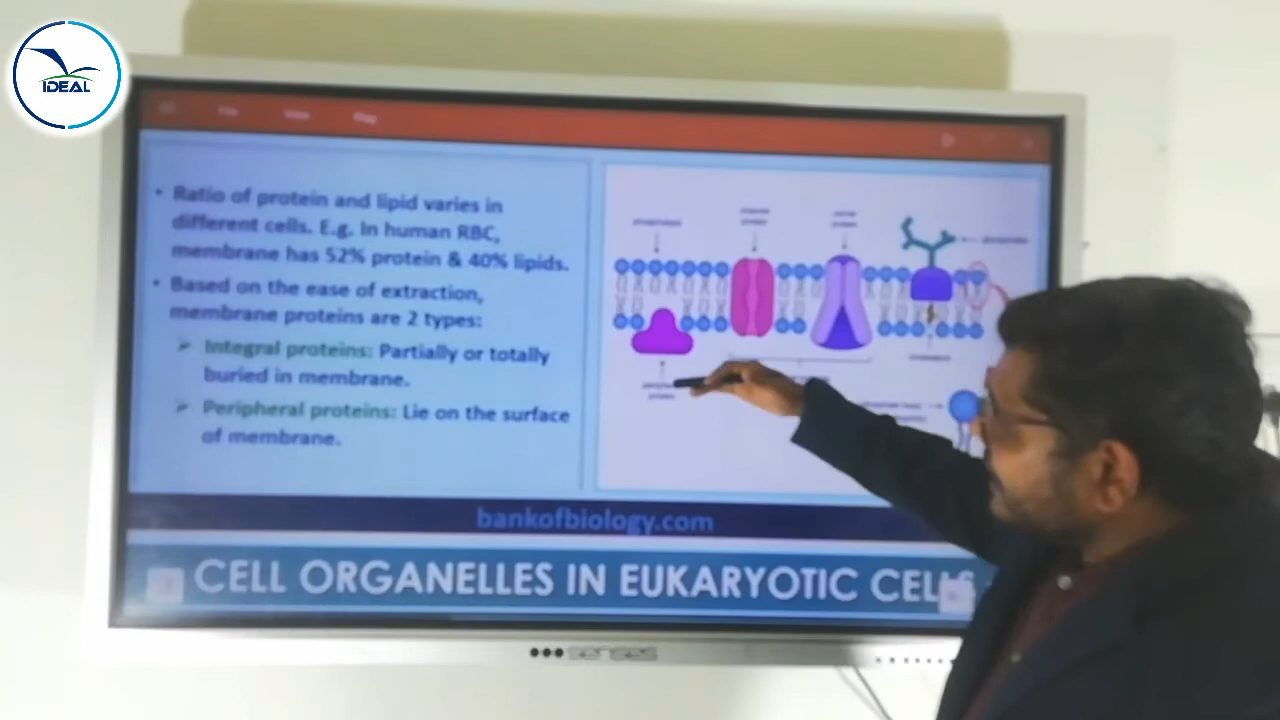 IDEAL
• Ratio of protein and lipid varies in
different cells. E.g. In human RBC,
membrane has 52% protein & 40% lipids.
• Based on the ease of extraction,
membrane proteins are 2 types:
➢ Integral proteins: Partially or totally
buried in membrane.
➢ Peripheral proteins: Lie on the surface
of membrane.
protein
bankofbiology.com
CELL ORGANELLES IN EUKARYOTIC CELLS